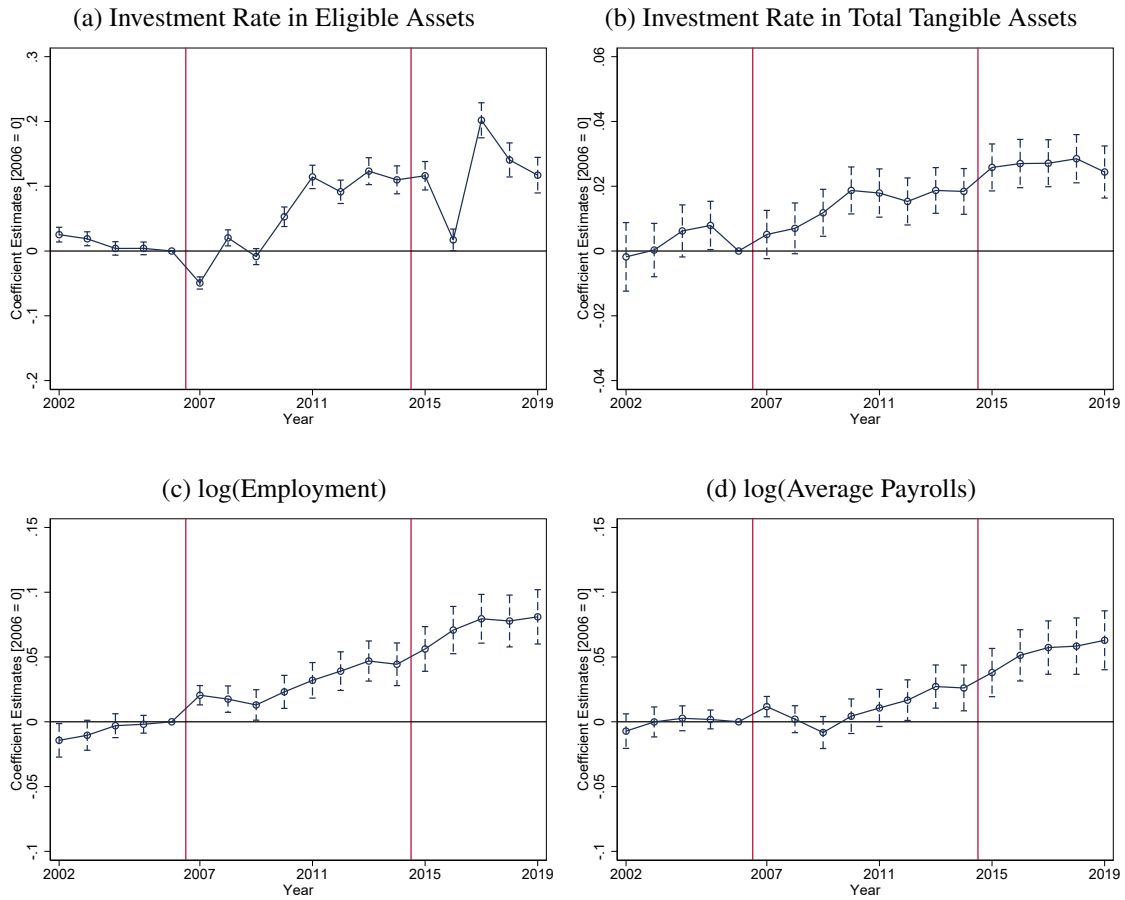 (a) Investment Rate in Eligible Assets
Coefficient Estimates [2006 = 0]
.3
.2
.1
0
-.1
-.2
2002 2007 2011 2015 2019
Year
(b) Investment Rate in Total Tangible Assets
Coefficient Estimates [2006 = 0]
.06
.04
.02
0
-.02
-.04
2002 2007 2011 2015 2019
Year
(c) log(Employment)
Coefficient Estimates [2006 = 0]
.15
.1
.05
0
-.05
-.1
2002 2007 2011 2015 2019
Year
(d) log(Average Payrolls)
Coefficient Estimates [2006 = 0]
.15
.1
.05
0
-.05
-.1
2002 2007 2011 2015 2019
Year